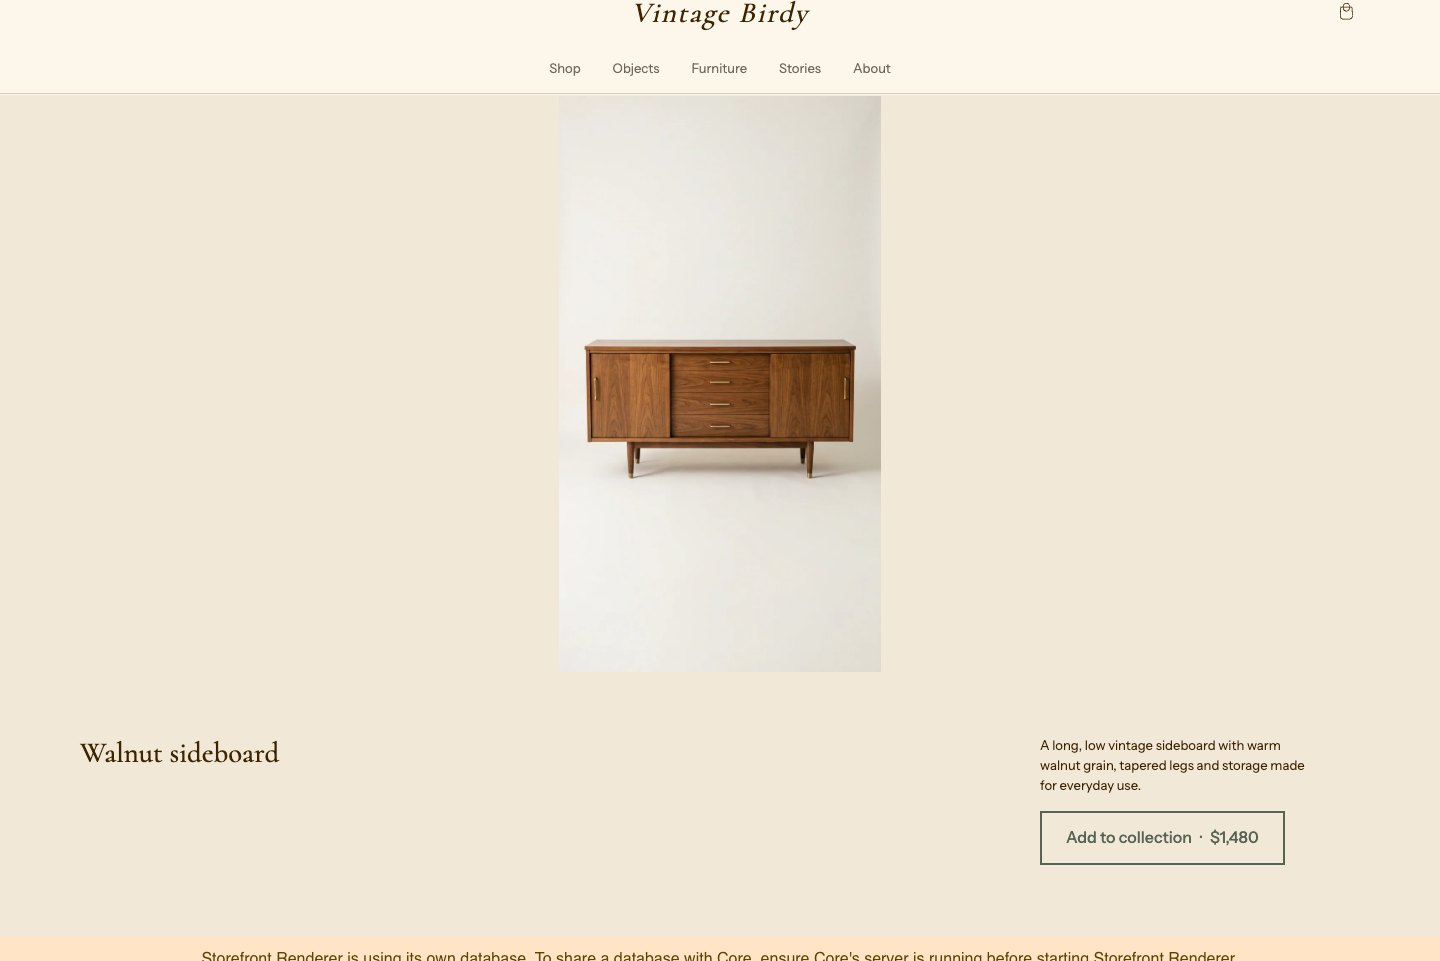 Vintage Birdy
Shop Objects Furniture Stories About
Walnut sideboard
A long, low vintage sideboard with warm
walnut grain, tapered legs and storage made
for everyday use.
Add to collection · $1,480
Storefront Renderer is using its own database. To share a database with Core, ensure Core's server is running before starting Storefront Renderer.